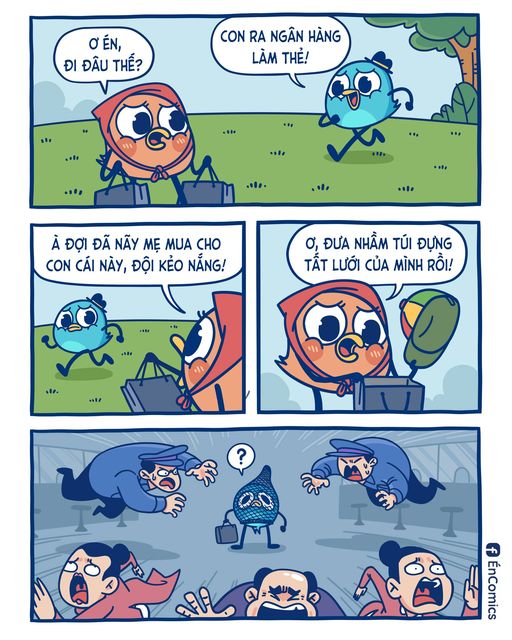 Ơ ÉN,
ĐI ĐÂU THẾ?
CON RA NGÂN HÀNG
LÀM THẺ!
À ĐỢI ĐÃ NÃY MẸ MUA CHO
CON CÁI NÀY, ĐỘI KẺO NẮNG!
Ơ, ĐƯA NHẦM TÚI ĐỰNG
TẤT LƯỚI CỦA MÌNH RỒI!
?
f ÉnComics